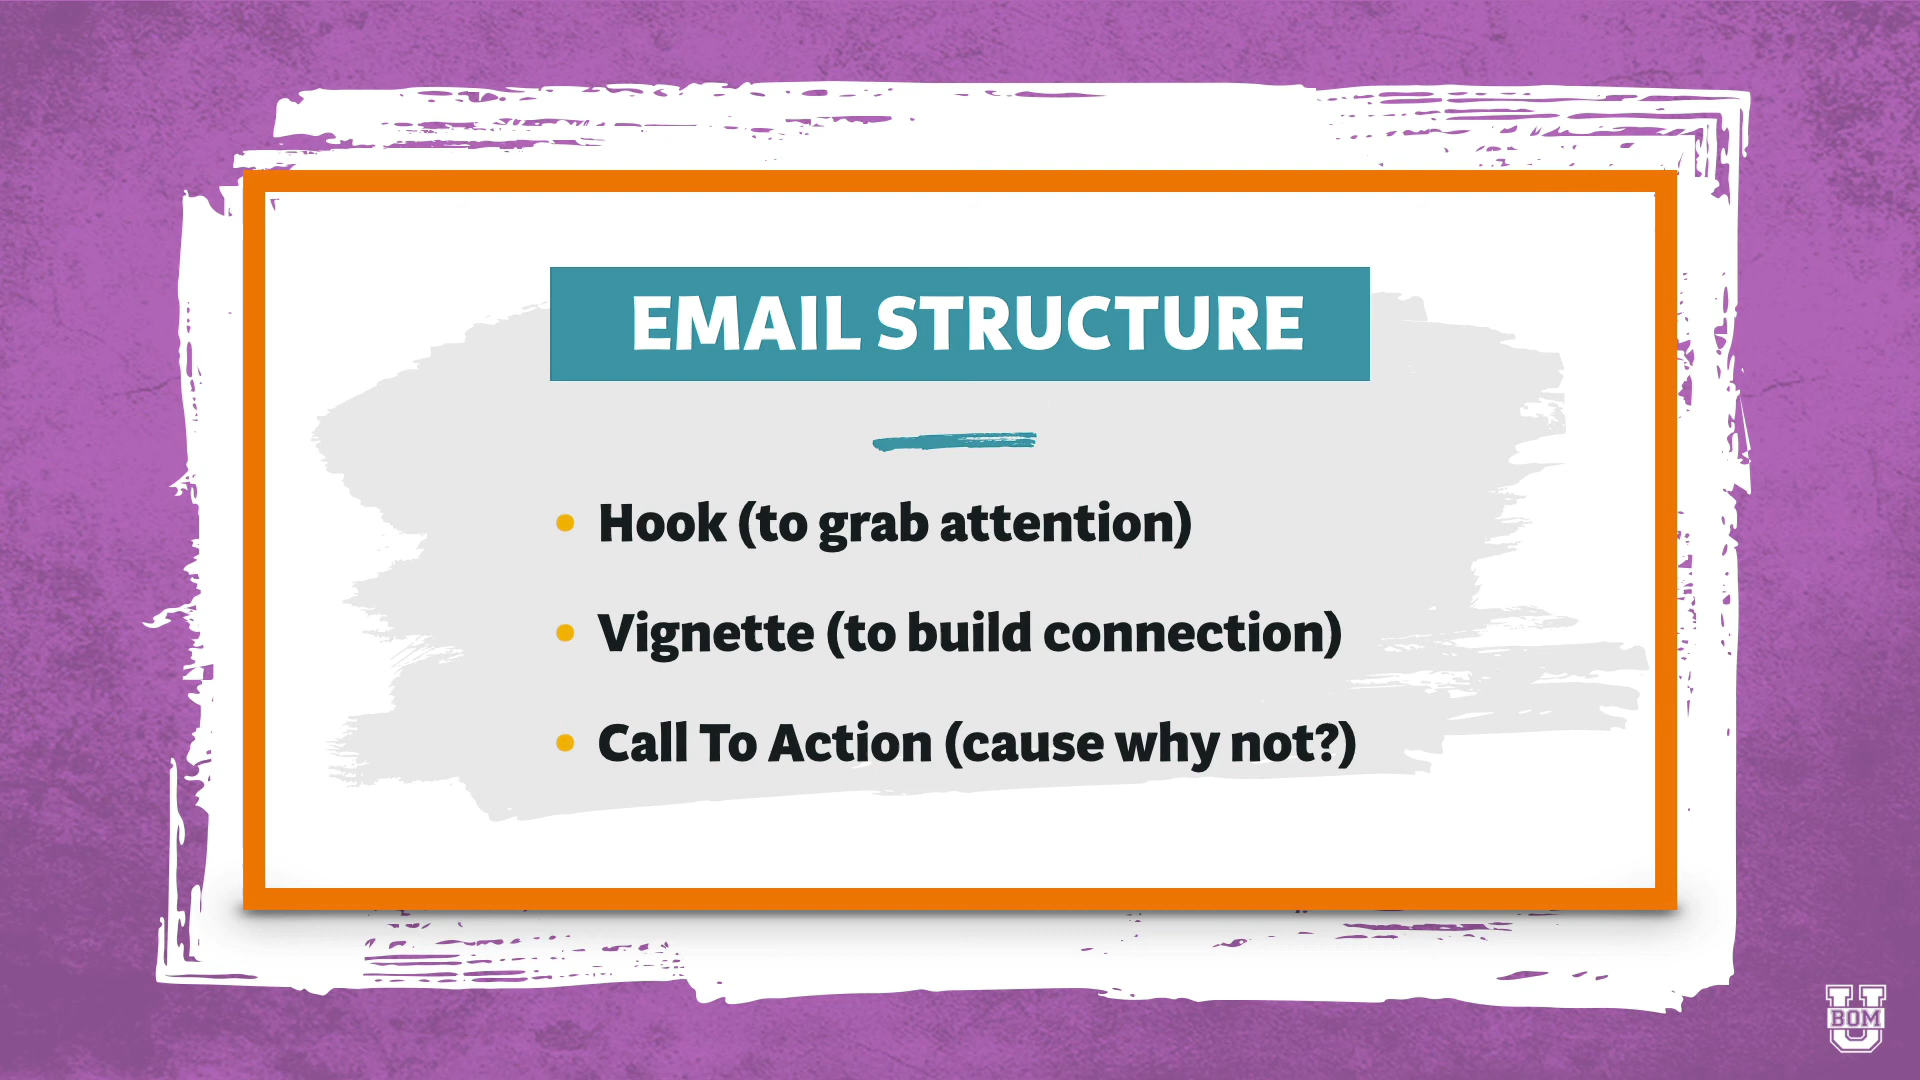 EMAIL STRUCTURE
Hook (to grab attention)
Vignette (to build connection)
Call To Action (cause why not?)
U
BOM